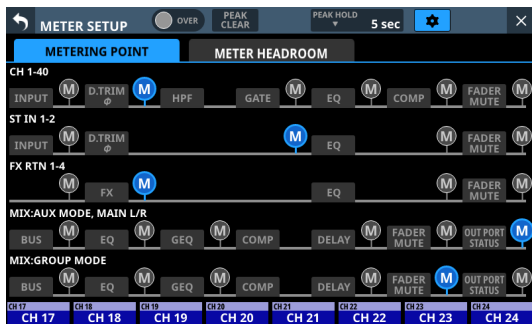 METER SETUP OVER PEAK CLEAR PEAK HOLD 5 sec
METERING POINT METER HEADROOM
CH 1-40
INPUT M D.TRIM Φ M HPF GATE M EQ M COMP M FADER MUTE M
ST IN 1-2
INPUT M D.TRIM Φ M EQ M FADER MUTE M
FX RTN 1-4
M FX M EQ M FADER MUTE M
MIX:AUX MODE, MAIN L/R
BUS M EQ M GEQ M COMP DELAY M FADER MUTE M OUT PORT STATUS M
MIX:GROUP MODE
BUS M EQ M GEQ M COMP DELAY M FADER MUTE M OUT PORT STATUS M
CH 17 CH 18 CH 19 CH 20 CH 21 CH 22 CH 23 CH 24
CH 17 CH 18 CH 19 CH 20 CH 21 CH 22 CH 23 CH 24